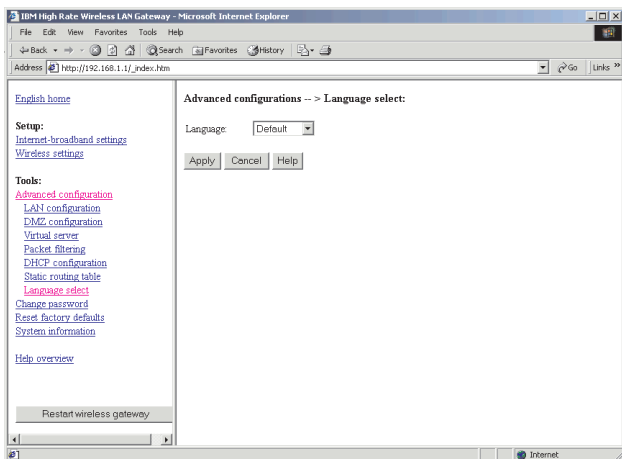 IBM High Rate Wireless LAN Gateway - Microsoft Internet Explorer
File Edit View Favorites Tools Help
Back Search Favorites History
Address http://192.168.1.1/_index.htm Go Links »
English home
Setup:
Internet-broadband settings
Wireless settings
Tools:
Advanced configuration
LAN configuration
DMZ configuration
Virtual server
Packet filtering
DHCP configuration
Static routing table
Language select
Change password
Reset factory defaults
System information
Help overview
Restart wireless gateway
Advanced configurations -- > Language select:
Language: Default
Apply Cancel Help
Internet